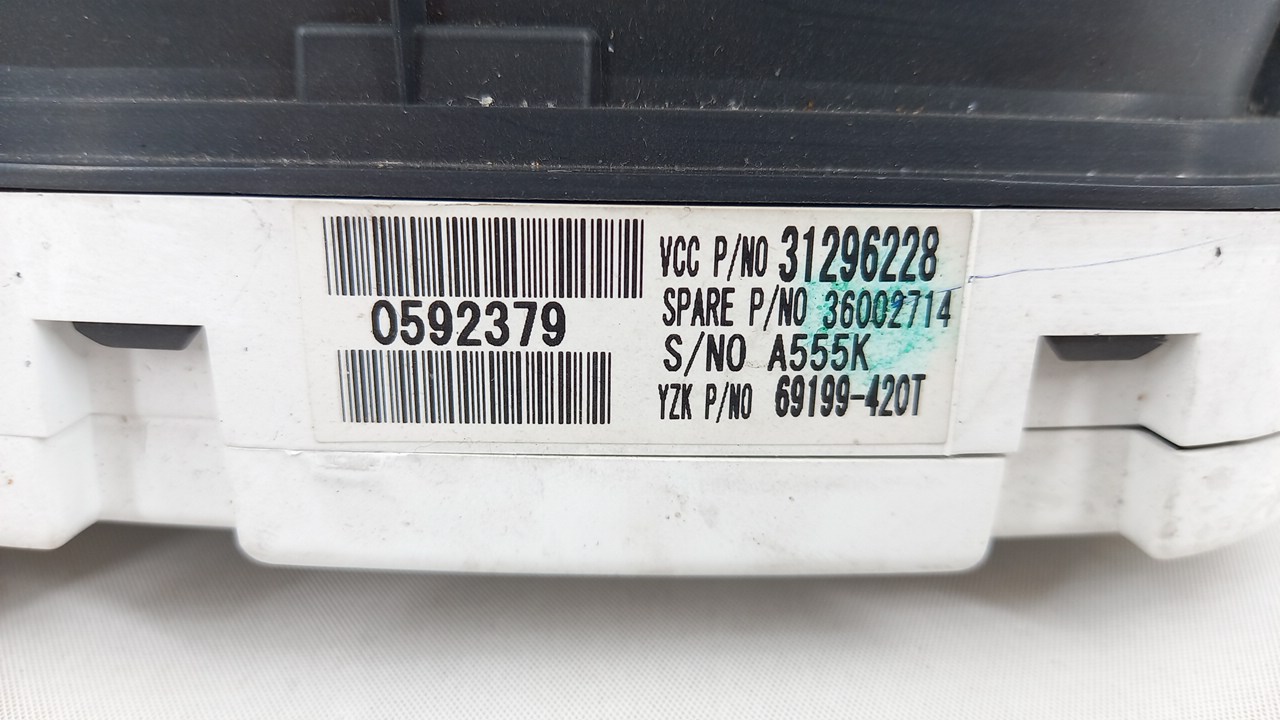 0592379
VCC P/NO 31296228
SPARE P/NO 36002714
S/NO A555K
YZK P/NO 69199-420T